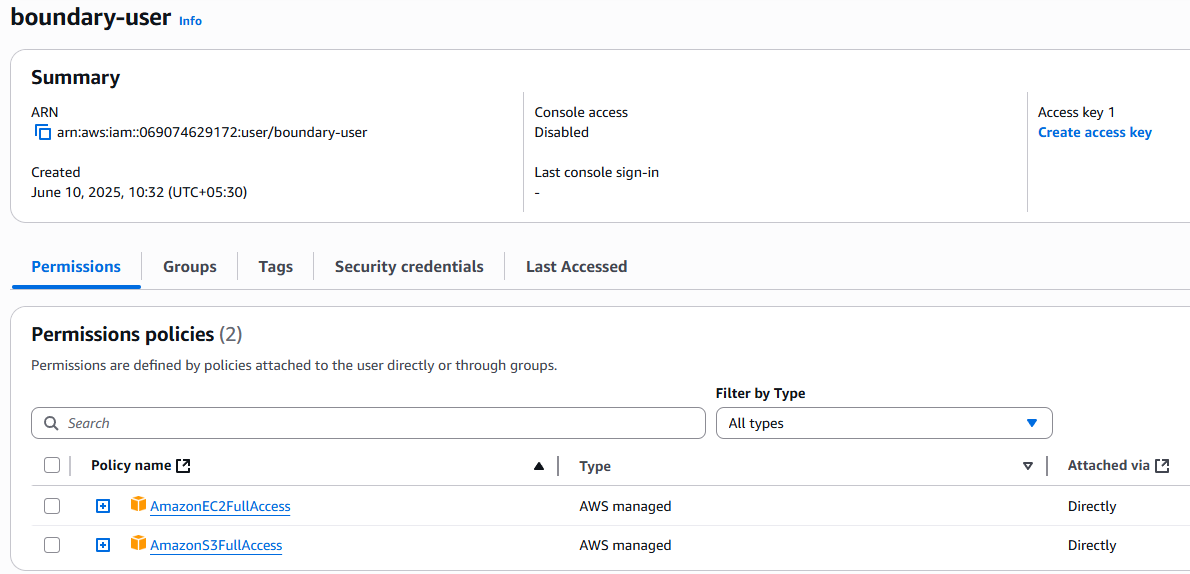 boundary-user Info
Summary
ARN
arn:aws:iam::069074629172:user/boundary-user
Created
June 10, 2025, 10:32 (UTC+05:30)
Console access
Disabled
Last console sign-in
-
Access key 1
Create access key
Permissions Groups Tags Security credentials Last Accessed
Permissions policies (2)
Permissions are defined by policies attached to the user directly or through groups.
Filter by Type
Search All types
Policy name Type Attached via
AmazonEC2FullAccess AWS managed Directly
AmazonS3FullAccess AWS managed Directly